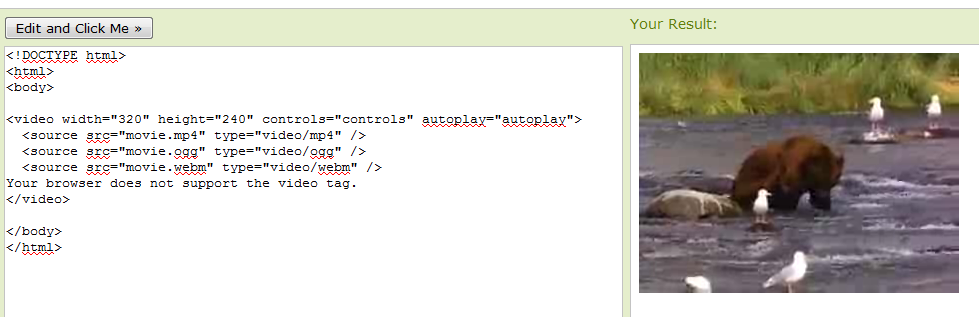 Edit and Click Me »
Your Result:
<!DOCTYPE html>
<html>
<body>
<video width="320" height="240" controls="controls" autoplay="autoplay">
<source src="movie.mp4" type="video/mp4" />
<source src="movie.ogg" type="video/ogg" />
<source src="movie.webm" type="video/webm" />
Your browser does not support the video tag.
</video>
</body>
</html>